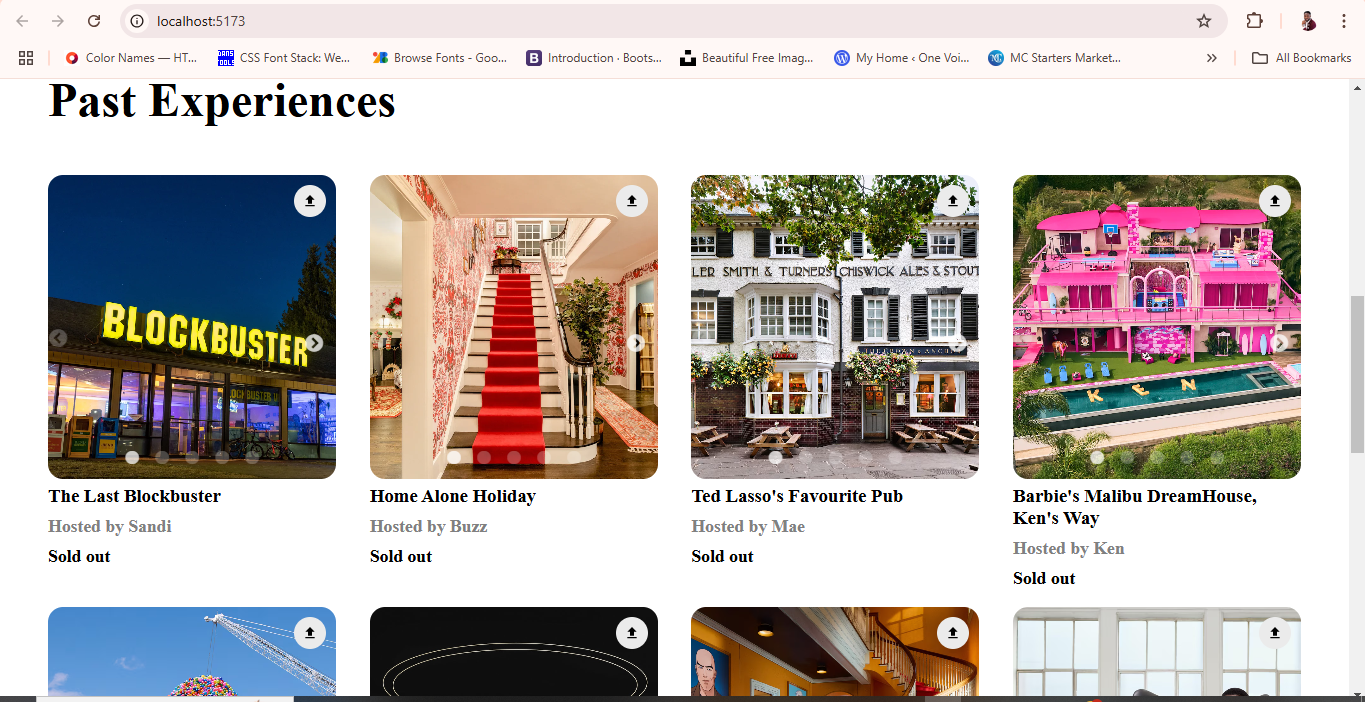 localhost:5173
Color Names — HT...
CSS Font Stack: We...
Browse Fonts - Goo...
Introduction · Boots...
Beautiful Free Imag...
My Home ‹ One Voi...
MC Starters Market...
»
All Bookmarks
Past Experiences
BLOCKBUSTER
LER SMITH & TURNERS CHISWICK ALES & STOUT
KEN
The Last Blockbuster
Home Alone Holiday
Ted Lasso's Favourite Pub
Barbie's Malibu DreamHouse,
Ken's Way
Hosted by Sandi
Hosted by Buzz
Hosted by Mae
Hosted by Ken
Sold out
Sold out
Sold out
Sold out